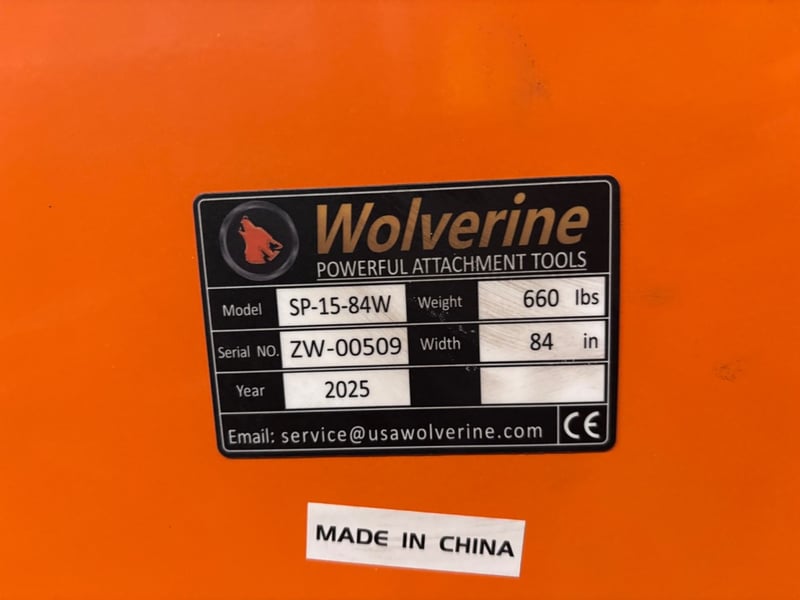 Wolverine
POWERFUL ATTACHMENT TOOLS
Model SP-15-84W Weight 660 lbs
Serial NO. ZW-00509 Width 84 in
Year 2025
Email: service@usawolverine.com CE
MADE IN CHINA